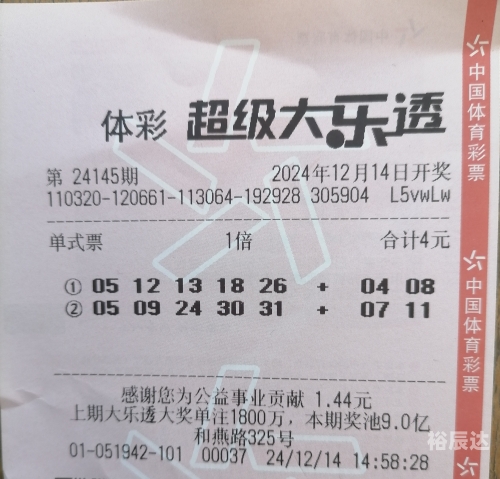 体彩 超级大乐透
第 24145期 2024年12月14日开奖
110320-120661-113064-192928 305904 L5vwLw
单式票 1倍 合计4元
① 05 12 13 18 26 + 04 08
② 05 09 24 30 31 + 07 11
感谢您为公益事业贡献 1.44元
上期大乐透大奖单注1800万，本期奖池9.0亿
和燕路325号
01-051942-101 00037 24/12/14 14:58:28
中国体育彩票
中国体育彩票
裕辰达